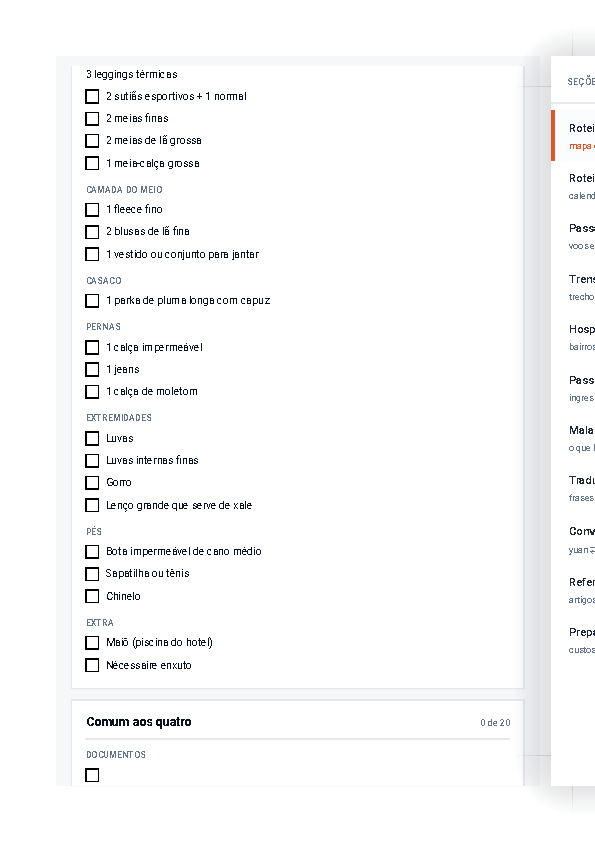 3 leggings térmicas
2 sutiãs esportivos + 1 normal
2 meias finas
2 meias de lã grossa
1 meia-calça grossa
CAMADA DO MEIO
1 fleece fino
2 blusas de lã fina
1 vestido ou conjunto para jantar
CASACO
1 parka de pluma longa com capuz
PERNAS
1 calça impermeável
1 jeans
1 calça de moletom
EXTREMIDADES
Luvas
Luvas internas finas
Gorro
Lenço grande que serve de xale
PÉS
Bota impermeável de cano médio
Sapatilha ou tênis
Chinelo
EXTRA
Maiô (piscina do hotel)
Nécessaire enxuto
Comum aos quatro
0 de 20
DOCUMENTOS
SEÇÕE
Rotei
mapa
Rotei
calend
Passa
voo se
Trens
trecho
Hosp
bairros
Pass
ingres
Mala
o que
Tradu
frases
Conv
yuan
Refer
artigos
Prepa
custos